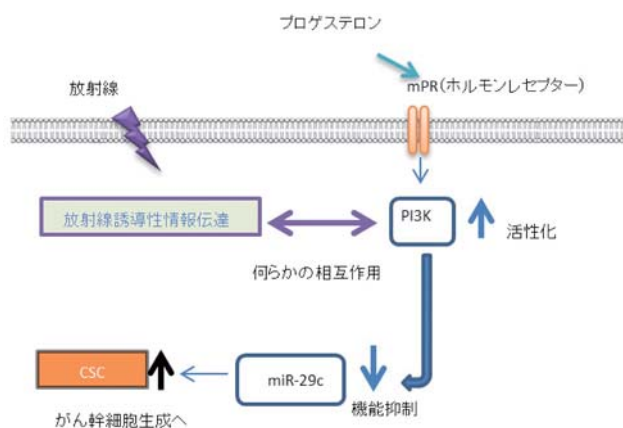 プロゲステロン
mPR(ホルモンレセプター)
放射線
放射線誘導性情報伝達
PI3K
活性化
何らかの相互作用
CSC
miR-29c
機能抑制
がん幹細胞生成へ